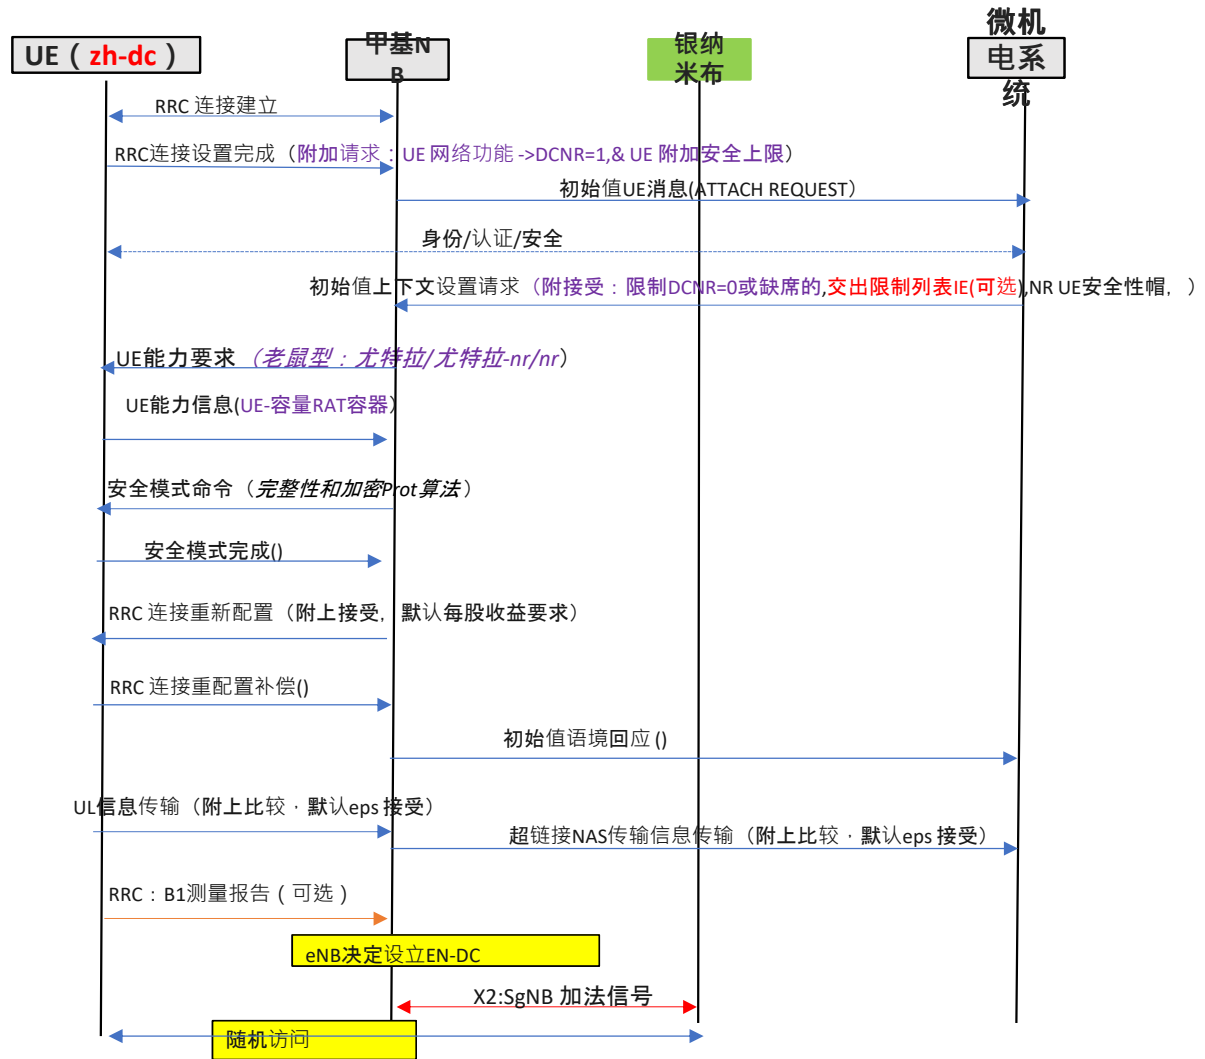 UE ( zh-dc )
甲基N
B
银纳
米布
微机
电系
统
RRC 连接建立
RRC连接设置完成（附加请求：UE 网络功能 ->DCNR=1,& UE 附加安全上限）
初始值UE消息(ATTACH REQUEST）
身份/认证/安全
初始值上下文设置请求（附接受：限制DCNR=0或缺席的,交出限制列表IE(可选),NR UE安全性帽，）
UE能力要求（老鼠型：尤特拉/尤特拉-nr/nr）
UE能力信息(UE-容量RAT容器）
安全模式命令（完整性和加密Prot算法）
安全模式完成()
RRC 连接重新配置（附上接受，默认每股收益要求）
RRC 连接重配置补偿()
初始值语境回应 ()
UL信息传输（附上比较，默认eps 接受）
超链接NAS传输信息传输（附上比较，默认eps 接受）
RRC：B1测量报告（可选）
eNB决定设立EN-DC
X2:SgNB 加法信号
随机访问